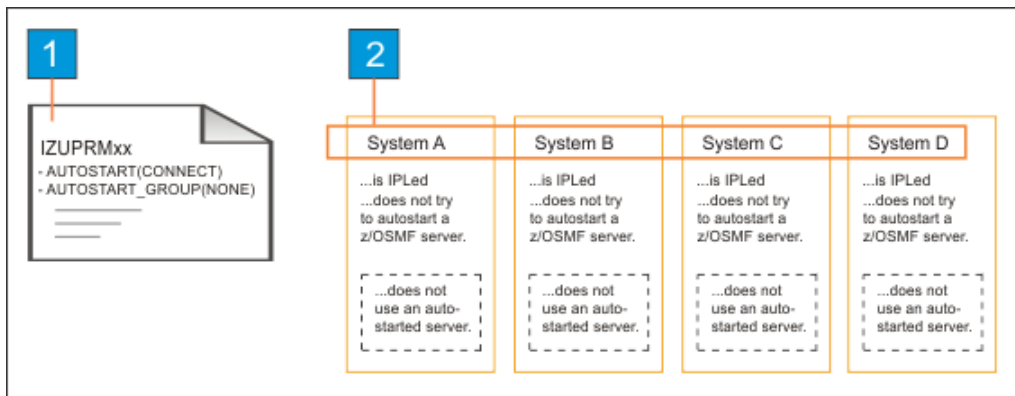 1
2
IZUPRMxx
- AUTOSTART(CONNECT)
- AUTOSTART_GROUP(NONE)
System A
...is IPLed
...does not try
to autostart a
z/OSMF server.
...does not
use an auto-
started server.
System B
...is IPLed
...does not try
to autostart a
z/OSMF server.
...does not
use an auto-
started server.
System C
...is IPLed
...does not try
to autostart a
z/OSMF server.
...does not
use an auto-
started server.
System D
...is IPLed
...does not try
to autostart a
z/OSMF server.
...does not
use an auto-
started server.